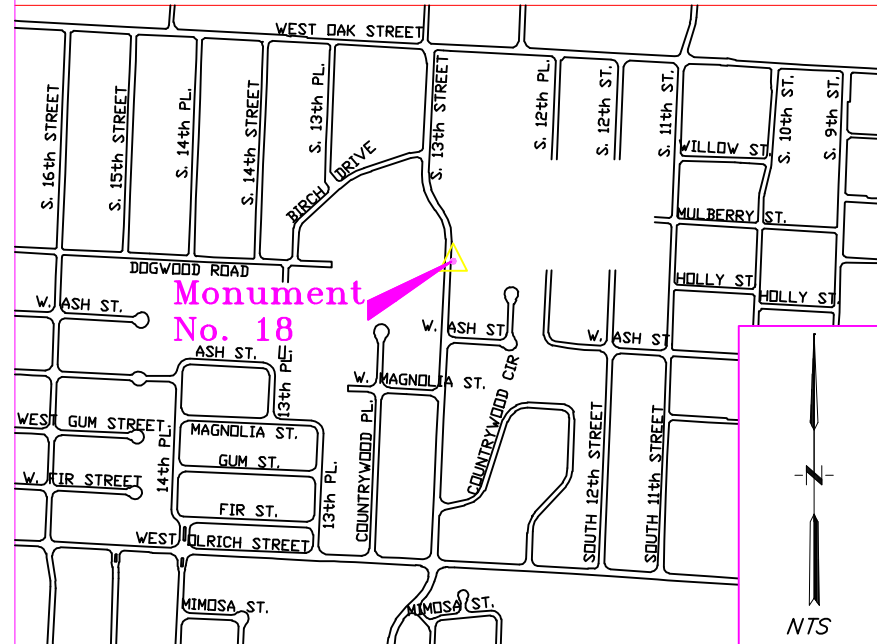 WEST OAK STREET
S. 16th STREET
S. 15th STREET
S. 14th PL.
S. 14th STREET
S. 13th PL.
S. 13th STREET
S. 12th PL.
S. 12th ST.
S. 11th ST.
S. 10th ST.
S. 9th ST.
BIRCH DRIVE
WILLOW ST.
MULBERRY ST.
DOGWOOD ROAD
HOLLY ST
HOLLY ST.
Monument
No. 18
W. ASH ST.
W. ASH ST
W. ASH ST
ASH ST.
13th PL.
W. MAGNOLIA ST.
COUNTRYWOOD CIR
WEST GUM STREET
MAGNOLIA ST.
14th PL.
GUM ST.
COUNTRYWOOD PL.
SOUTH 12th STREET
SOUTH 11th STREET
W. FIR STREET
13th PL.
FIR ST.
WEST OLRICH STREET
MIMOSA ST.
MIMOSA ST.
N
NTS